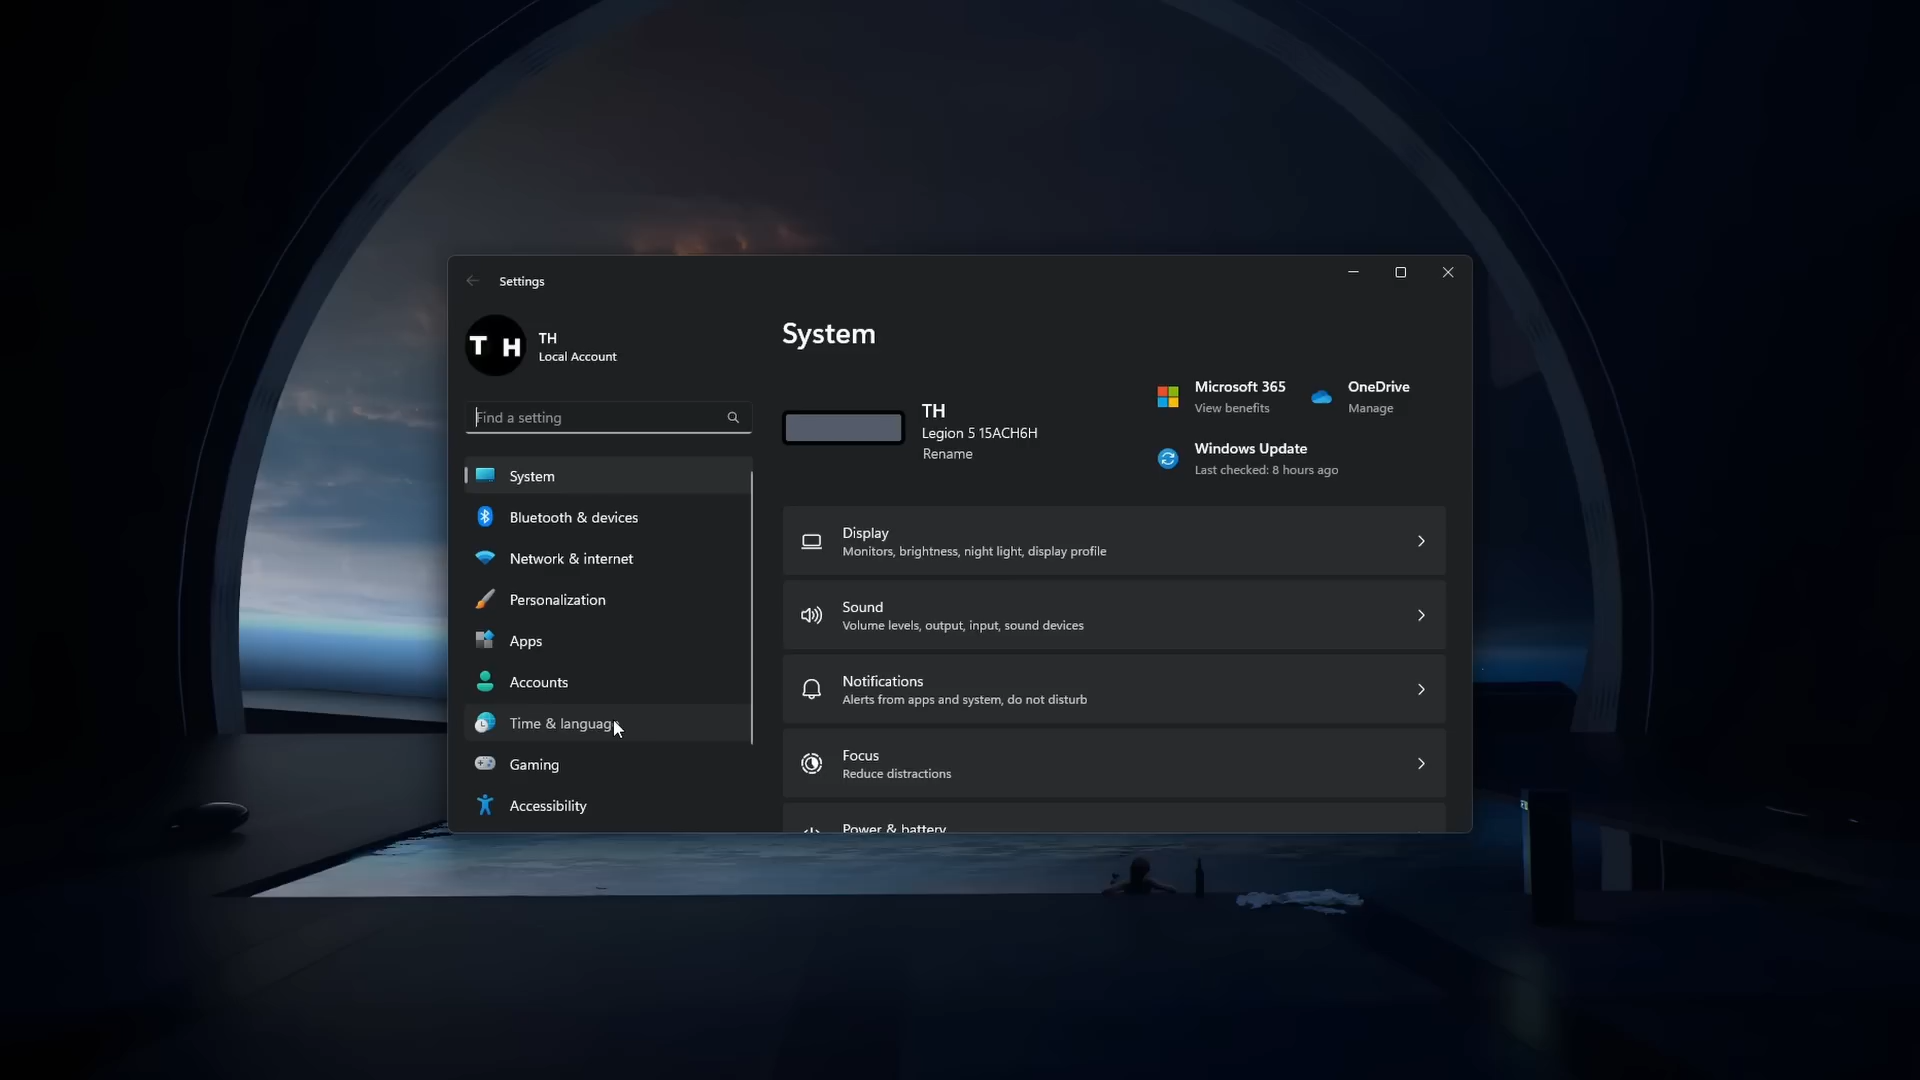 Settings
T H
TH
Local Account
Find a setting
System
Bluetooth & devices
Network & internet
Personalization
Apps
Accounts
Time & language
Gaming
Accessibility
System
TH
Legion 5 15ACH6H
Rename
Microsoft 365
View benefits
OneDrive
Manage
Windows Update
Last checked: 8 hours ago
Display
Monitors, brightness, night light, display profile
Sound
Volume levels, output, input, sound devices
Notifications
Alerts from apps and system, do not disturb
Focus
Reduce distractions
Power & battery